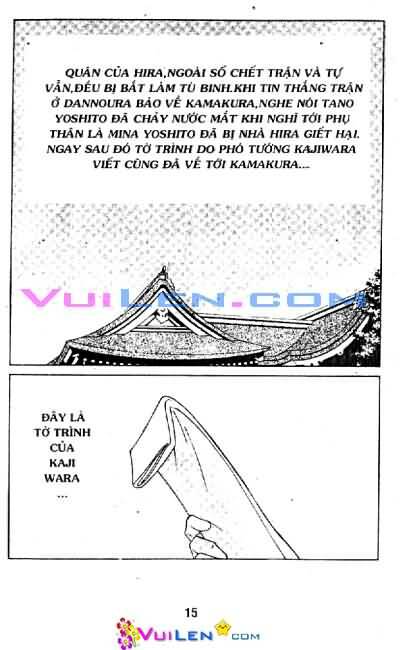 QUÂN CỦA HIRA,NGOÀI SỐ CHẾT TRẬN VÀ TỰ
VẪN,ĐỀU BỊ BẮT LÀM TÙ BINH.KHI TIN THẮNG TRẬN
Ở DANNOURA BÁO VỀ KAMAKURA,NGHE NÓI TANO
YOSHITO ĐÃ CHẢY NƯỚC MẮT KHI NGHĨ TỚI PHỤ
THÂN LÀ MINA YOSHITO ĐÃ BỊ NHÀ HIRA GIẾT HẠI.
NGAY SAU ĐÓ TỜ TRÌNH DO PHÓ TƯỚNG KAJIWARA
VIẾT CŨNG ĐÃ VỀ TỚI KAMAKURA...
VUILEN.COM
ĐÂY LÀ
TỜ TRÌNH
CỦA
KAJI
WARA
...
15
VUILEN.COM